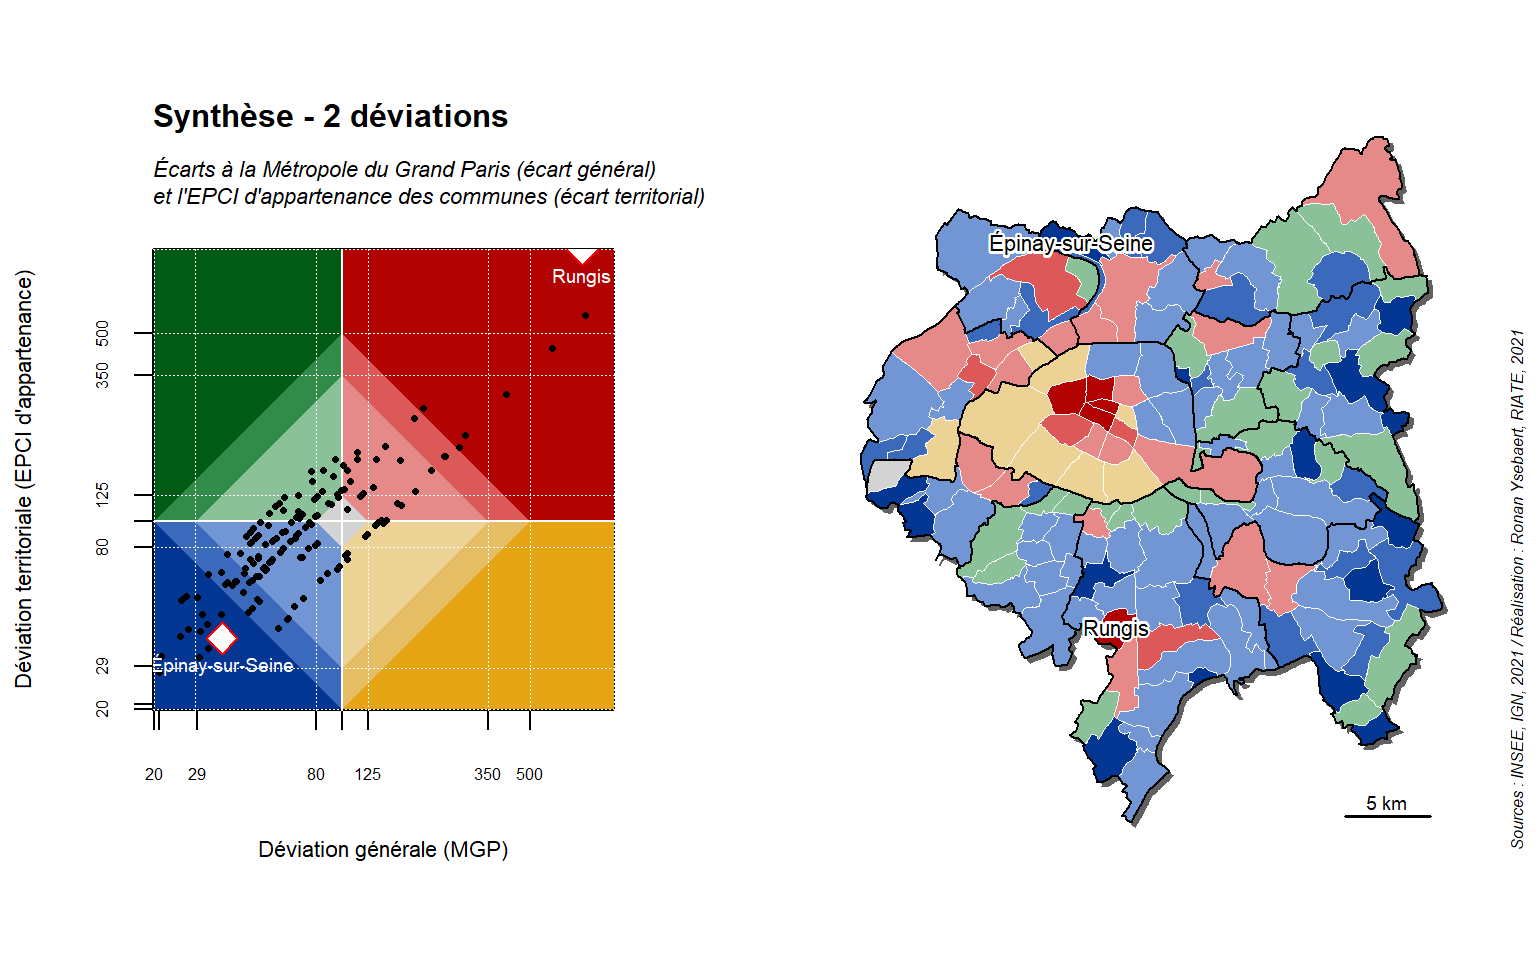 Synthèse - 2 déviations
Écarts à la Métropole du Grand Paris (écart général)
et l'EPCI d'appartenance des communes (écart territorial)
Déviation territoriale (EPCI d'appartenance)
500
350
125
80
29
20
Rungis
Épinay-sur-Seine
20 29 80 125 350 500
Déviation générale (MGP)
Épinay-sur-Seine
Rungis
5 km
Sources : INSEE, IGN, 2021 / Réalisation : Ronan Ysebaert, RIATE, 2021